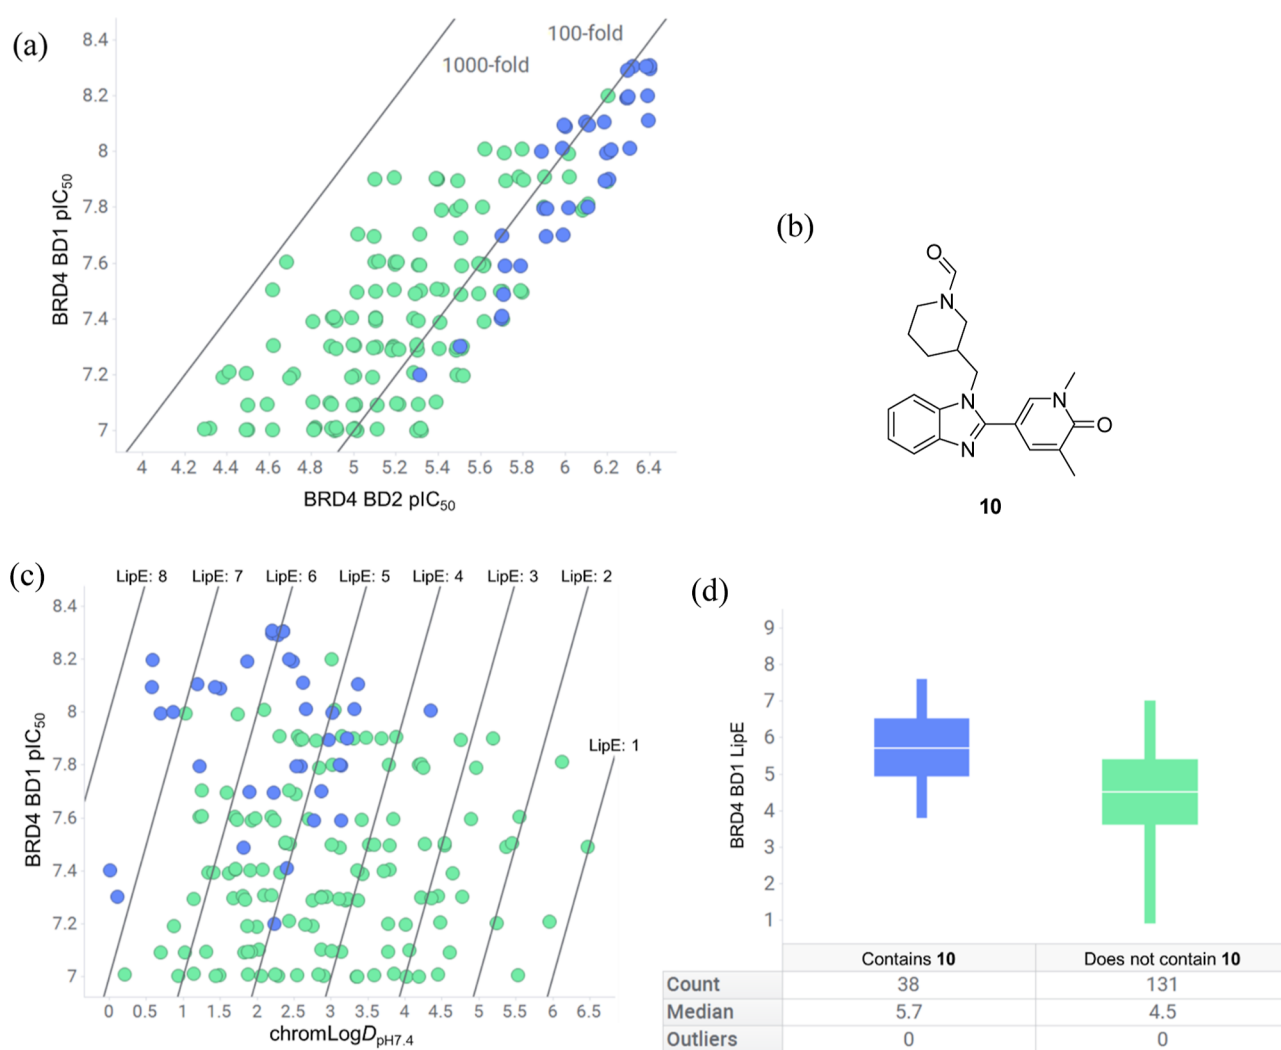 (a)
100-fold
1000-fold
8.4
8.2
8
7.8
7.6
7.4
7.2
7
BRD4 BD1 pIC50
4 4.2 4.4 4.6 4.8 5 5.2 5.4 5.6 5.8 6 6.2 6.4
BRD4 BD2 pIC50
(b)
O
N
N
N
N
O
10
(c)
LipE: 8 LipE: 7 LipE: 6 LipE: 5 LipE: 4 LipE: 3 LipE: 2
LipE: 1
8.4
8.2
8
7.8
7.6
7.4
7.2
7
BRD4 BD1 pIC50
0 0.5 1 1.5 2 2.5 3 3.5 4 4.5 5 5.5 6 6.5
chromLogDpH7.4
(d)
9
8
7
6
5
4
3
2
1
BRD4 BD1 LipE
Contains 10 Does not contain 10
Count 38 131
Median 5.7 4.5
Outliers 0 0